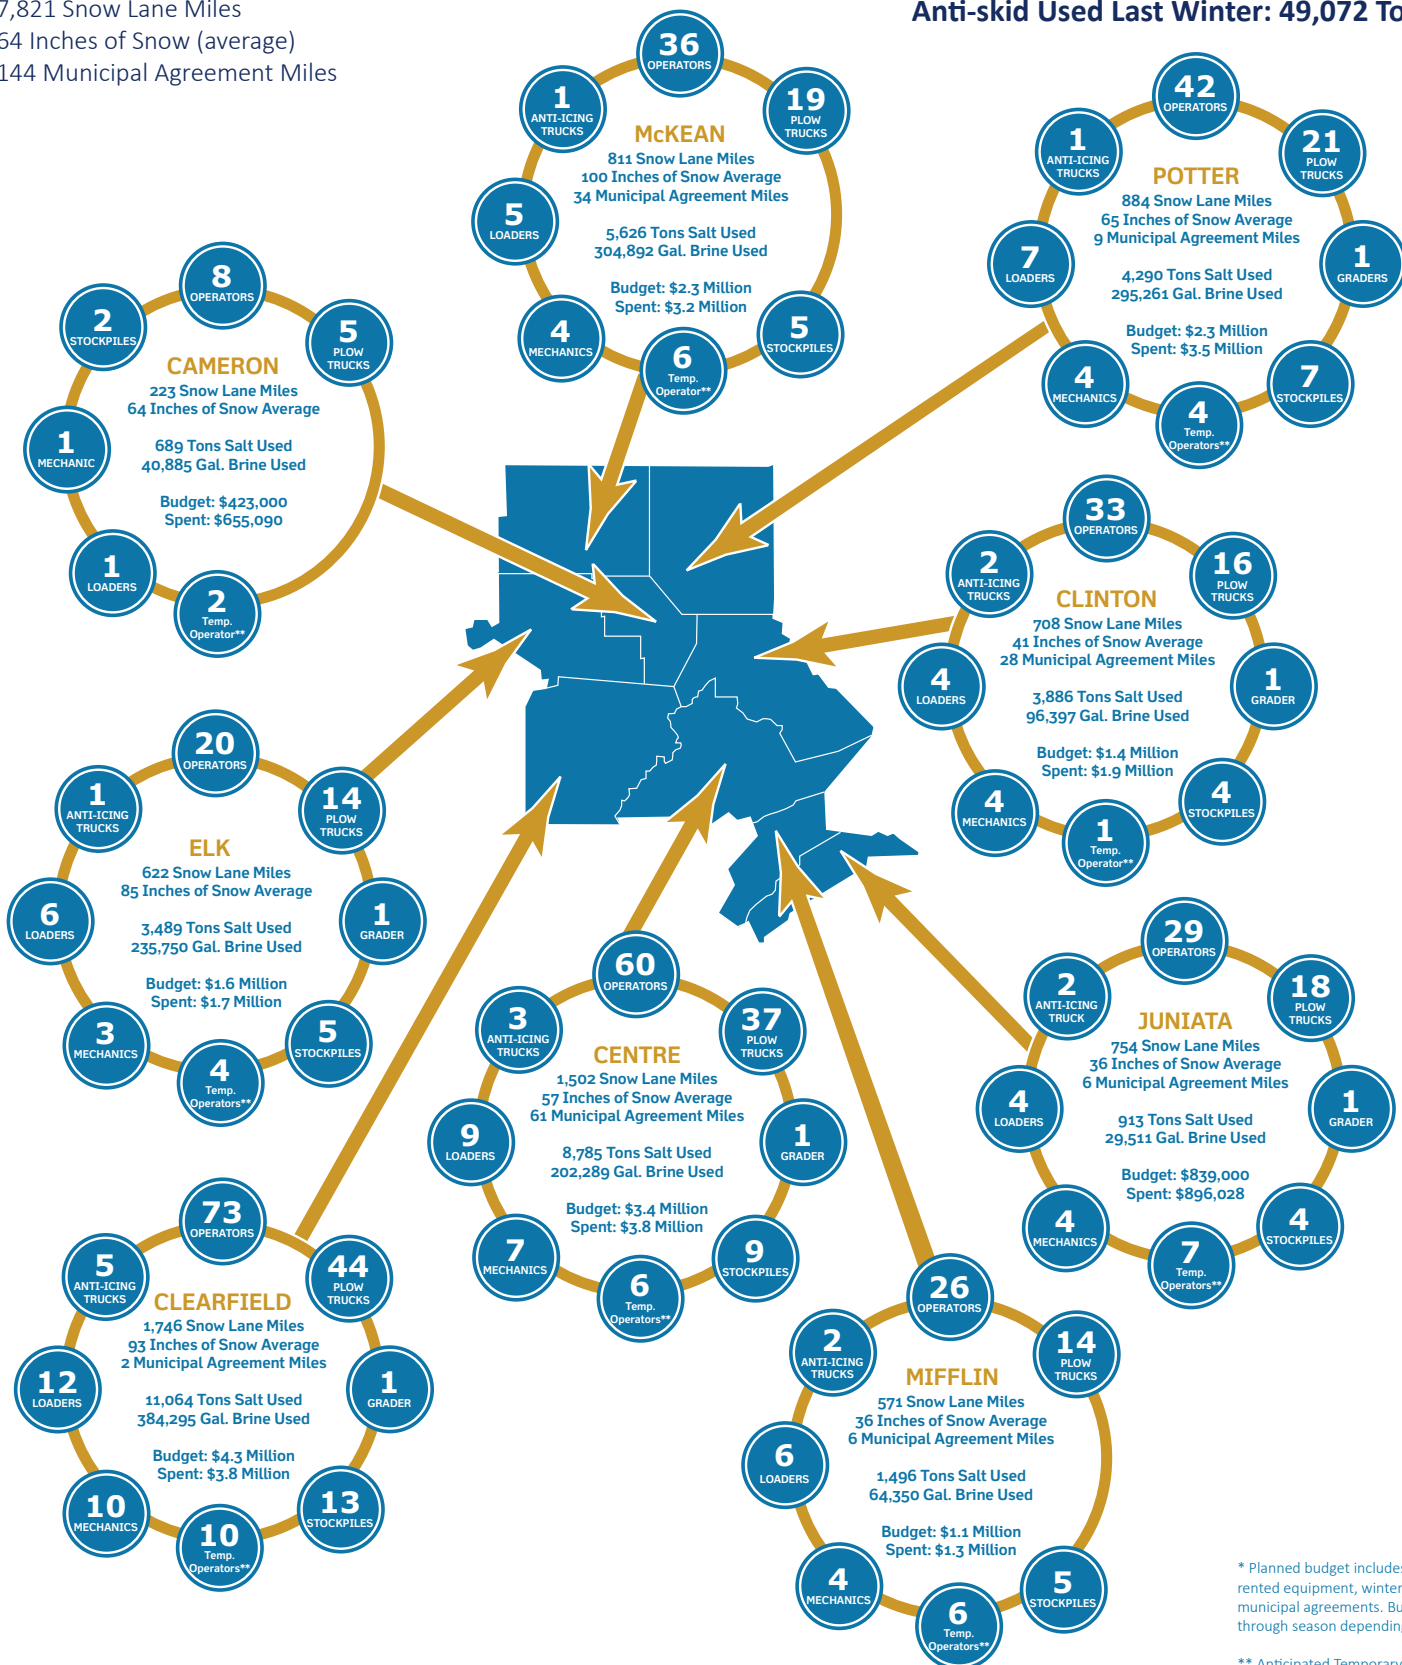 7,821 Snow Lane Miles
64 Inches of Snow (average)
144 Municipal Agreement Miles
Anti-skid Used Last Winter: 49,072
36
OPERATORS
1
ANTI-ICING
TRUCKS
19
PLOW
TRUCKS
McKEAN
811 Snow Lane Miles
100 Inches of Snow Average
34 Municipal Agreement Miles
5
LOADERS
5,626 Tons Salt Used
304,892 Gal. Brine Used
Budget: $2.3 Million
Spent: $3.2 Million
4
MECHANICS
6
Temp.
Operator**
5
STOCKPILES
42
OPERATORS
1
ANTI-ICING
TRUCKS
21
PLOW
TRUCKS
POTTER
884 Snow Lane Miles
65 Inches of Snow Average
9 Municipal Agreement Miles
7
LOADERS
1
GRADERS
4,290 Tons Salt Used
295,261 Gal. Brine Used
Budget: $2.3 Million
Spent: $3.5 Million
4
MECHANICS
4
Temp.
Operators**
7
STOCKPILES
8
OPERATORS
2
STOCKPILES
5
PLOW
TRUCKS
CAMERON
223 Snow Lane Miles
64 Inches of Snow Average
1
MECHANIC
689 Tons Salt Used
40,885 Gal. Brine Used
Budget: $423,000
Spent: $655,090
1
LOADERS
2
Temp.
Operator**
33
OPERATORS
2
ANTI-ICING
TRUCKS
16
PLOW
TRUCKS
CLINTON
708 Snow Lane Miles
41 Inches of Snow Average
28 Municipal Agreement Miles
4
LOADERS
1
GRADER
3,886 Tons Salt Used
96,397 Gal. Brine Used
Budget: $1.4 Million
Spent: $1.9 Million
4
MECHANICS
1
Temp.
Operator**
4
STOCKPILES
20
OPERATORS
1
ANTI-ICING
TRUCKS
14
PLOW
TRUCKS
ELK
622 Snow Lane Miles
85 Inches of Snow Average
6
LOADERS
1
GRADER
3,489 Tons Salt Used
235,750 Gal. Brine Used
Budget: $1.6 Million
Spent: $1.7 Million
3
MECHANICS
4
Temp.
Operators**
5
STOCKPILES
60
OPERATORS
3
ANTI-ICING
TRUCKS
37
PLOW
TRUCKS
CENTRE
1,502 Snow Lane Miles
57 Inches of Snow Average
61 Municipal Agreement Miles
9
LOADERS
1
GRADER
8,785 Tons Salt Used
202,289 Gal. Brine Used
Budget: $3.4 Million
Spent: $3.8 Million
7
MECHANICS
6
Temp.
Operators**
9
STOCKPILES
29
OPERATORS
2
ANTI-ICING
TRUCK
18
PLOW
TRUCKS
JUNIATA
754 Snow Lane Miles
36 Inches of Snow Average
6 Municipal Agreement Miles
4
LOADERS
1
GRADER
913 Tons Salt Used
29,511 Gal. Brine Used
Budget: $839,000
Spent: $896,028
4
MECHANICS
7
Temp.
Operators**
4
STOCKPILES
73
OPERATORS
5
ANTI-ICING
TRUCKS
44
PLOW
TRUCKS
CLEARFIELD
1,746 Snow Lane Miles
93 Inches of Snow Average
2 Municipal Agreement Miles
12
LOADERS
1
GRADER
11,064 Tons Salt Used
384,295 Gal. Brine Used
Budget: $4.3 Million
Spent: $3.8 Million
10
MECHANICS
10
Temp.
Operators**
13
STOCKPILES
26
OPERATORS
2
ANTI-ICING
TRUCKS
14
PLOW
TRUCKS
MIFFLIN
571 Snow Lane Miles
36 Inches of Snow Average
6 Municipal Agreement Miles
6
LOADERS
1,496 Tons Salt Used
64,350 Gal. Brine Used
Budget: $1.1 Million
Spent: $1.3 Million
4
MECHANICS
6
Temp.
Operators**
5
STOCKPILES
* Planned budget includes
rented equipment, winter
municipal agreements.
through season
** Anticipated Temporary